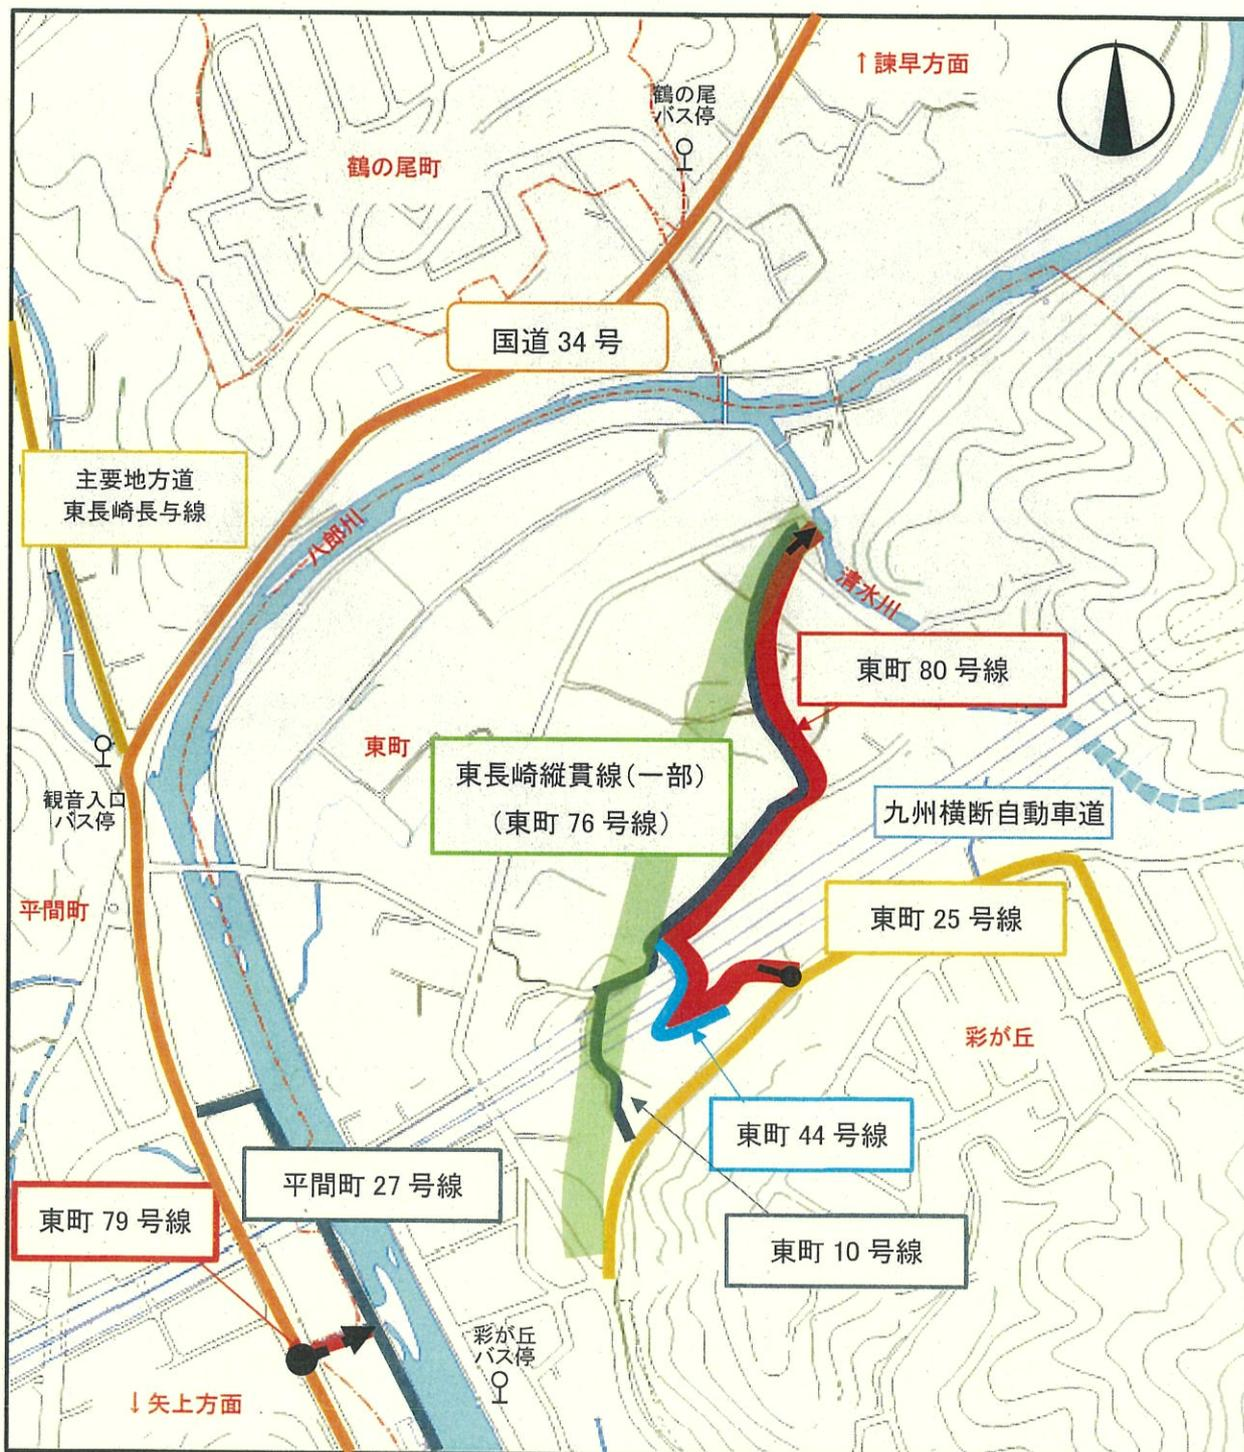 ↑諫早方面
鶴の尾
バス停
鶴の尾町
国道 34 号
主要地方道
東長崎長与線
八郎川
清水川
東町 80 号線
東町
東長崎縦貫線(一部)
(東町 76 号線)
観音入口
バス停
九州横断自動車道
平間町
東町 25 号線
彩が丘
東町 44 号線
平間町 27 号線
東町 79 号線
東町 10 号線
彩が丘
バス停
↓矢上方面